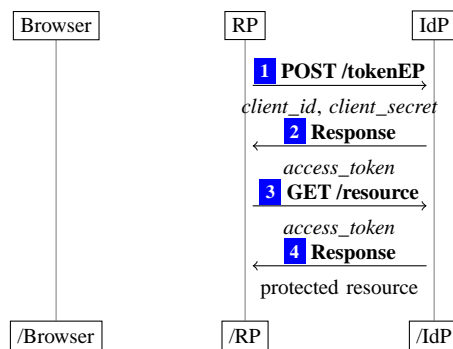 Browser RP IdP
1 POST /tokenEP
client_id, client_secret
2 Response
access_token
3 GET /resource
access_token
4 Response
protected resource
/Browser /RP /IdP